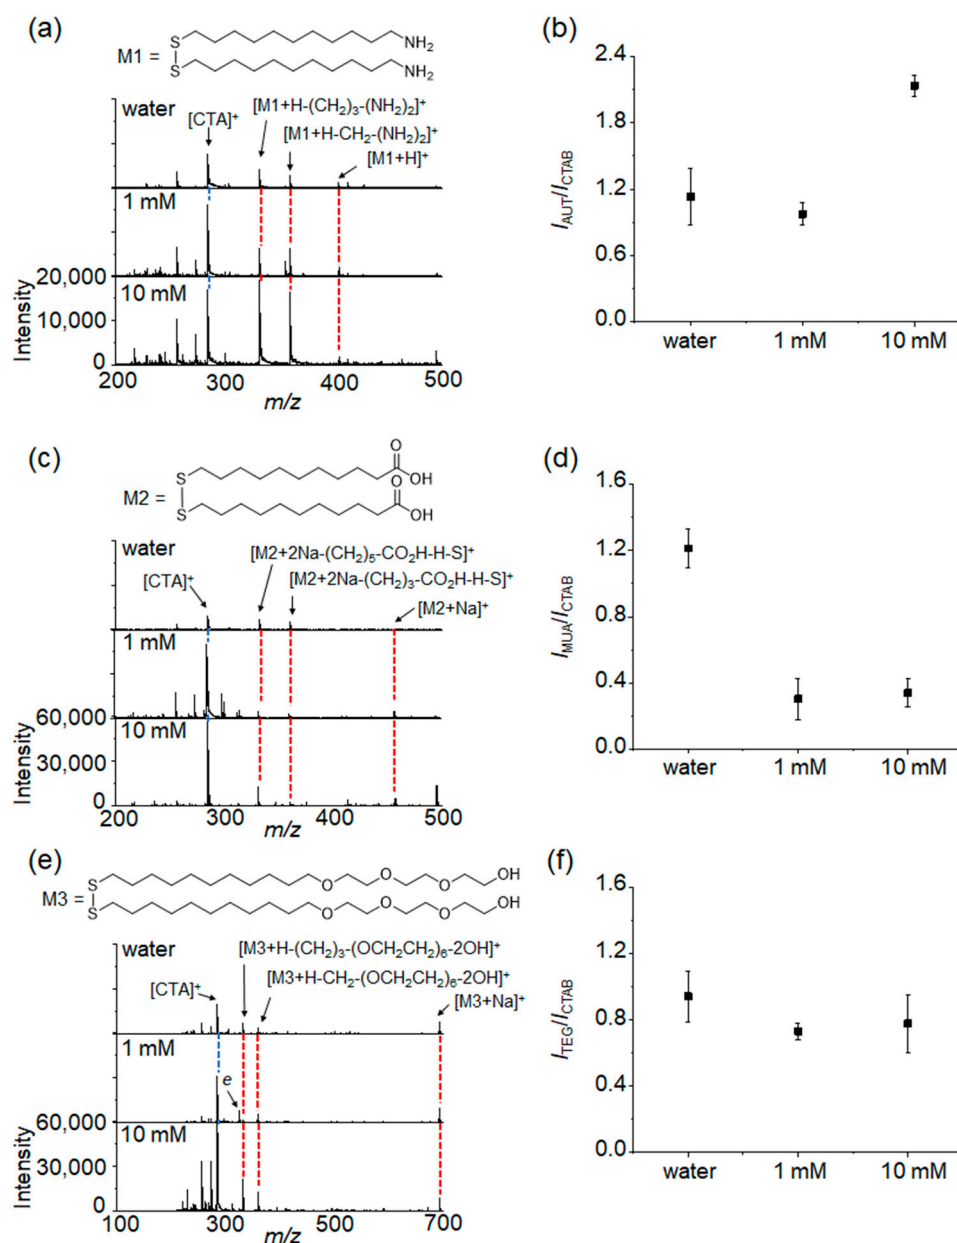 (a)
M1 =
S
S
NH2
NH2
water
[CTA]+
[M1+H-(CH2)3-(NH2)2]+
[M1+H-CH2-(NH2)2]+
[M1+H]+
1 mM
20,000
10 mM
10,000
0
Intensity
200 300 400 500
m/z
(b)
2.4
1.8
1.2
0.6
0.0
IAUT/ICTAB
water 1 mM 10 mM
(c)
M2 =
S
S
O
OH
O
OH
water
[CTA]+
[M2+2Na-(CH2)5-CO2H-H-S]+
[M2+2Na-(CH2)3-CO2H-H-S]+
[M2+Na]+
1 mM
60,000
10 mM
30,000
0
Intensity
200 300 400 500
m/z
(d)
1.6
1.2
0.8
0.4
0.0
IMUA/ICTAB
water 1 mM 10 mM
(e)
M3 =
S
S
O O O OH
O O O OH
water
[CTA]+
[M3+H-(CH2)3-(OCH2CH2)6-2OH]+
[M3+H-CH2-(OCH2CH2)6-2OH]+
[M3+Na]+
1 mM
e
60,000
10 mM
30,000
0
Intensity
100 300 500 700
m/z
(f)
1.6
1.2
0.8
0.4
0.0
ITEG/ICTAB
water 1 mM 10 mM